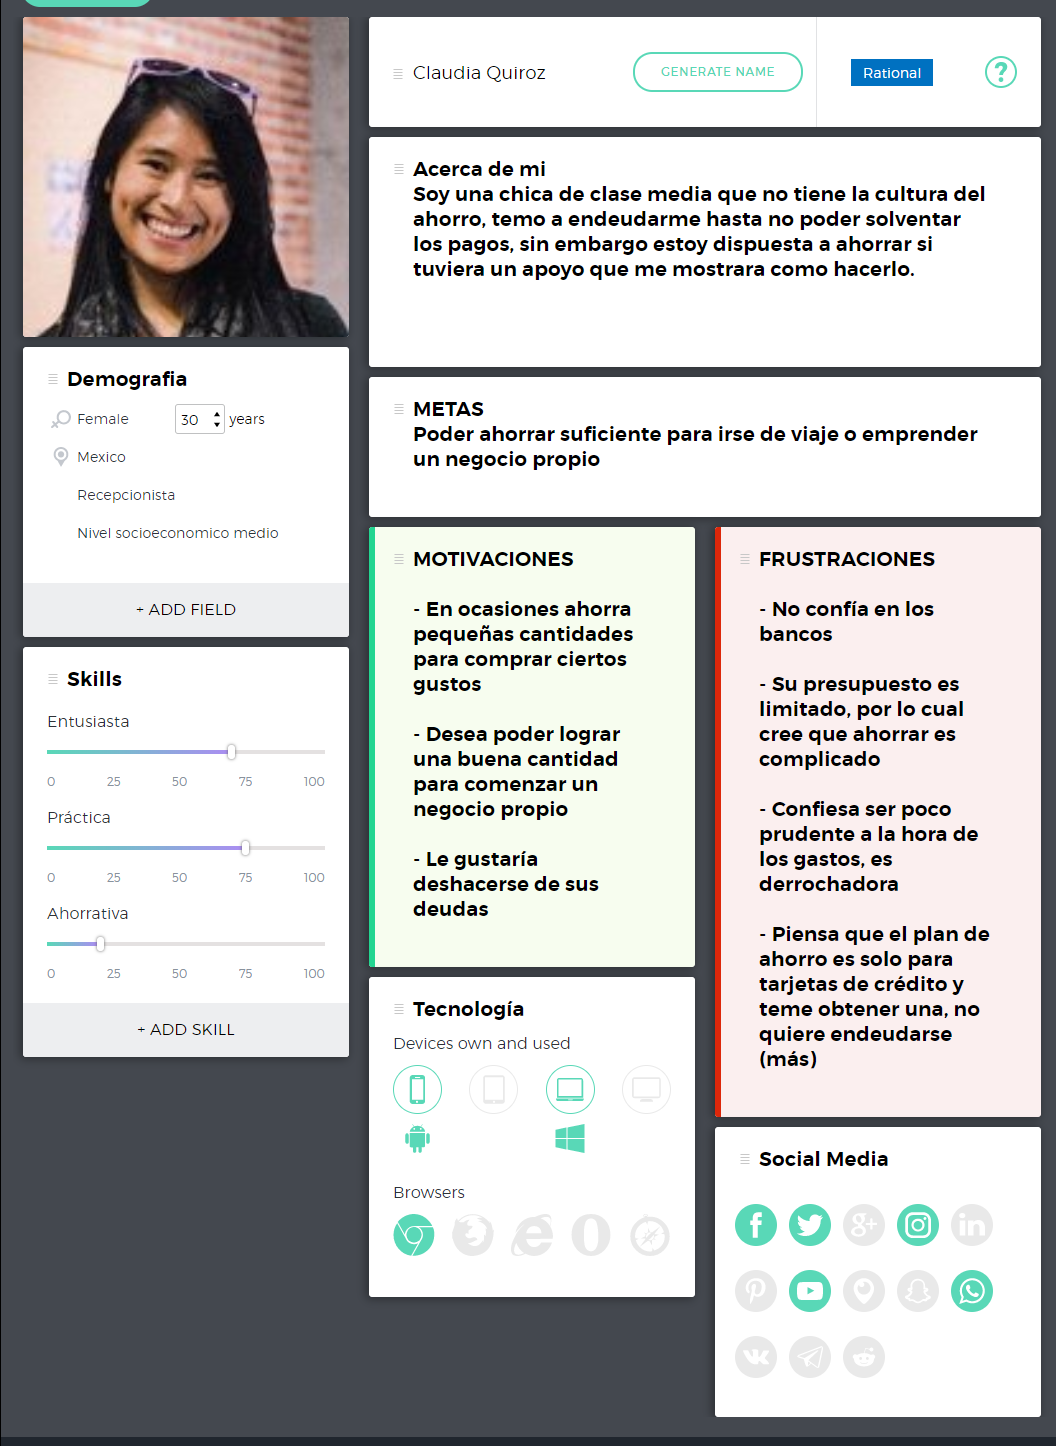 Claudia Quiroz
GENERATE NAME
Rational
?
Acerca de mi
Soy una chica de clase media que no tiene la cultura del
ahorro, temo a endeudarme hasta no poder solventar
los pagos, sin embargo estoy dispuesta a ahorrar si
tuviera un apoyo que me mostrara como hacerlo.
Demografia
Female 30 years
Mexico
Recepcionista
Nivel socioeconomico medio
+ ADD FIELD
METAS
Poder ahorrar suficiente para irse de viaje o emprender
un negocio propio
Skills
Entusiasta
0 25 50 75 100
Práctica
0 25 50 75 100
Ahorrativa
0 25 50 75 100
+ ADD SKILL
MOTIVACIONES
- En ocasiones ahorra
pequeñas cantidades
para comprar ciertos
gustos
- Desea poder lograr
una buena cantidad
para comenzar un
negocio propio
- Le gustaría
deshacerse de sus
deudas
FRUSTRACIONES
- No confía en los
bancos
- Su presupuesto es
limitado, por lo cual
cree que ahorrar es
complicado
- Confiesa ser poco
prudente a la hora de
los gastos, es
derrochadora
- Piensa que el plan de
ahorro es solo para
tarjetas de crédito y
teme obtener una, no
quiere endeudarse
(más)
Tecnología
Devices own and used
Browsers
Social Media